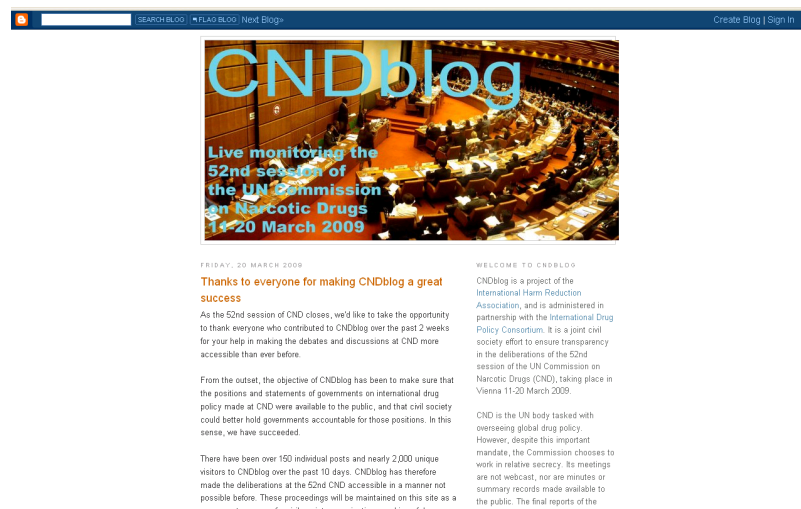 SEARCH BLOG FLAG BLOG Next Blog» Create Blog | Sign In
CNDblog
Live monitoring the
52nd session of
the UN Commission
on Narcotic Drugs
11-20 March 2009
FRIDAY, 20 MARCH 2009
Thanks to everyone for making CNDblog a great
success
As the 52nd session of CND closes, we'd like to take the opportunity
to thank everyone who contributed to CNDblog over the past 2 weeks
for your help in making the debates and discussions at CND more
accessible than ever before.
From the outset, the objective of CNDblog has been to make sure that
the positions and statements of governments on international drug
policy made at CND were available to the public, and that civil society
could better hold governments accountable for those positions. In this
sense, we have succeeded.
There have been over 150 individual posts and nearly 2,000 unique
visitors to CNDblog over the past 10 days. CNDblog has therefore
made the deliberations at the 52nd CND accessible in a manner not
possible before. These proceedings will be maintained on this site as a
WELCOME TO CNDBLOG
CNDblog is a project of the
International Harm Reduction
Association, and is administered in
partnership with the International Drug
Policy Consortium. It is a joint civil
society effort to ensure transparency
in the deliberations of the 52nd
session of the UN Commission on
Narcotic Drugs (CND), taking place in
Vienna 11-20 March 2009.
CND is the UN body tasked with
overseeing global drug policy.
However, despite this important
mandate, the Commission chooses to
work in relative secrecy. Its meetings
are not webcast, nor are minutes or
summary records made available to
the public. The final reports of the